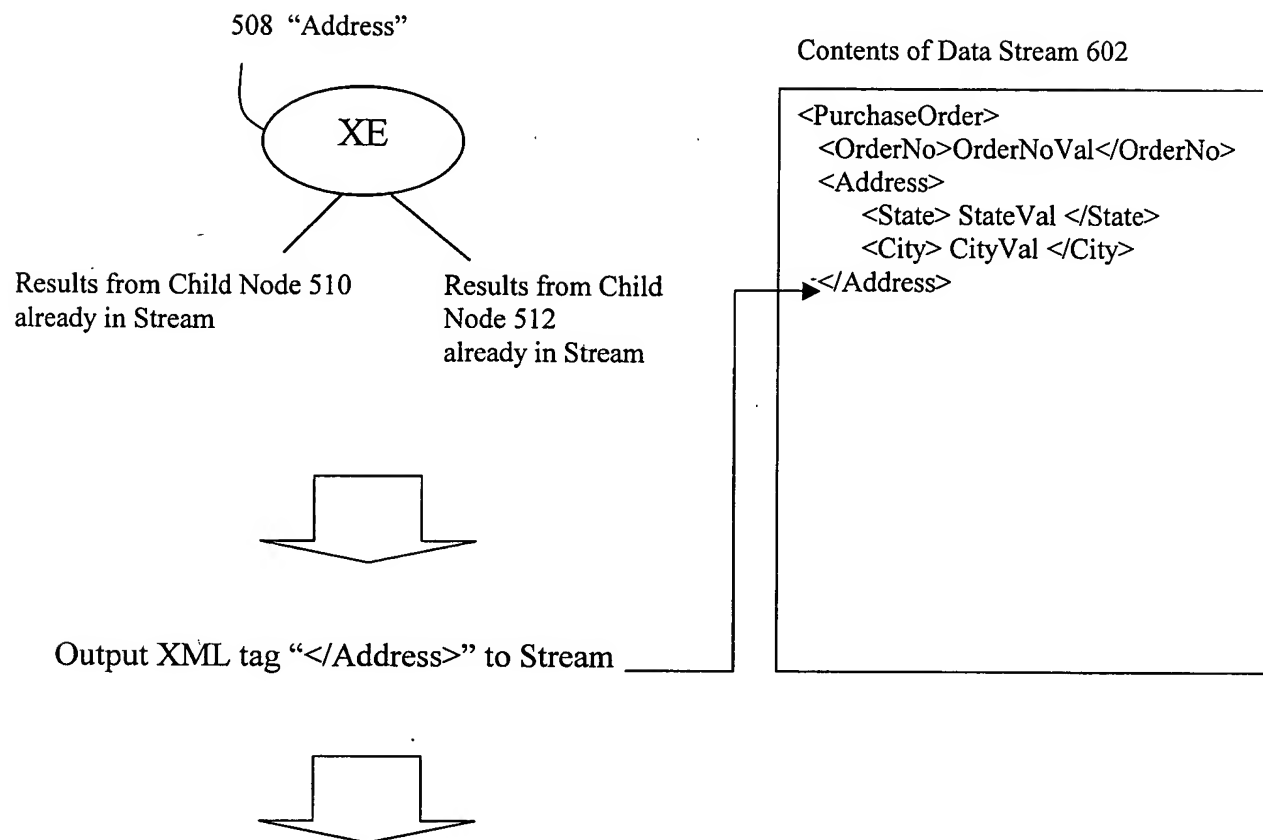 508 “Address”
XE
Results from Child Node 510
already in Stream
Results from Child
Node 512
already in Stream
Output XML tag “</Address>” to Stream
Contents of Data Stream 602
<PurchaseOrder>
<OrderNo>OrderNoVal</OrderNo>
<Address>
<State> StateVal </State>
<City> CityVal </City>
</Address>